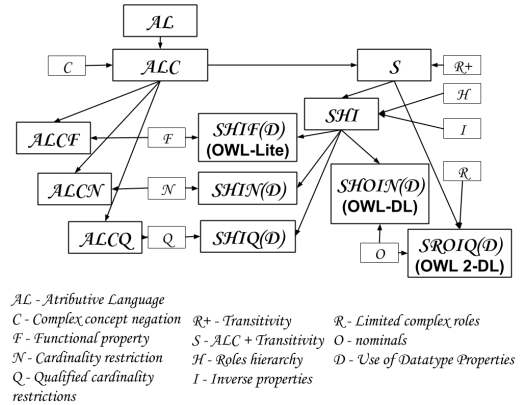 AL
C
ALC
S
R+
H
SHI
I
ALCF
F
SHIF(D)
(OWL-Lite)
R
ALCN
N
SHIN(D)
SHOIN(D)
(OWL-DL)
ALCQ
Q
SHIQ(D)
O
SROIQ(D)
(OWL 2-DL)
AL - Atributive Language
C - Complex concept negation
F - Functional property
N - Cardinality restriction
Q - Qualified cardinality
restrictions
R+ - Transitivity
S - ALC + Transitivity
H - Roles hierarchy
I - Inverse properties
R - Limited complex roles
O - nominals
D - Use of Datatype Properties